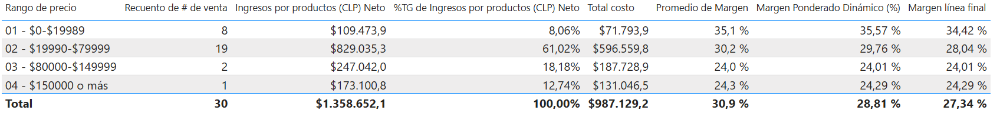 Rango de precio Recuento de # de venta Ingresos por productos (CLP) Neto %TG de Ingresos por productos (CLP) Neto Total costo Promedio de Margen Margen Ponderado Dinámico (%) Margen línea final
01 - $0-$19989 8 $109.473,9 8,06% $71.793,9 35,1 % 35,57 % 34,42 %
02 - $19990-$79999 19 $829.035,3 61,02% $596.559,8 30,2 % 29,76 % 28,04 %
03 - $80000-$149999 2 $247.042,0 18,18% $187.728,9 24,0 % 24,01 % 24,01 %
04 - $150000 o más 1 $173.100,8 12,74% $131.046,5 24,3 % 24,29 % 24,29 %
Total 30 $1.358.652,1 100,00% $987.129,2 30,9 % 28,81 % 27,34 %